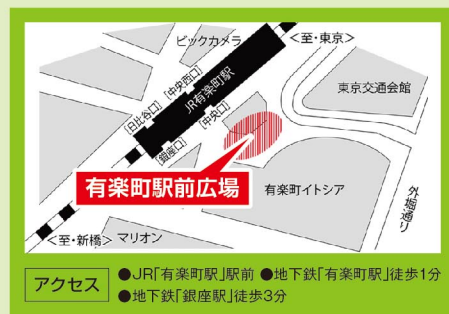 ビックカメラ
＜至・東京＞
[中央西口]
JR有楽町駅
[日比谷口]
[中央口]
[銀座口]
東京交通会館
有楽町駅前広場
有楽町イトシア
外堀通り
＜至・新橋＞
マリオン
アクセス
●JR「有楽町駅」駅前 ●地下鉄「有楽町駅」徒歩1分
●地下鉄「銀座駅」徒歩3分